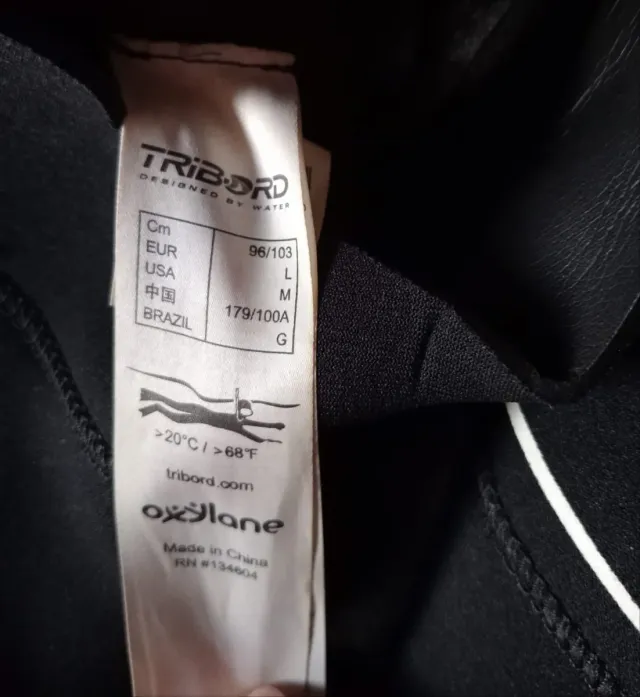 TRIBORD
DESIGNED BY WATER
Cm 96/103
EUR L
USA M
中国 179/100A
BRAZIL G
>20°C / >68°F
tribord.com
oxylane
Made in China
RN #134604